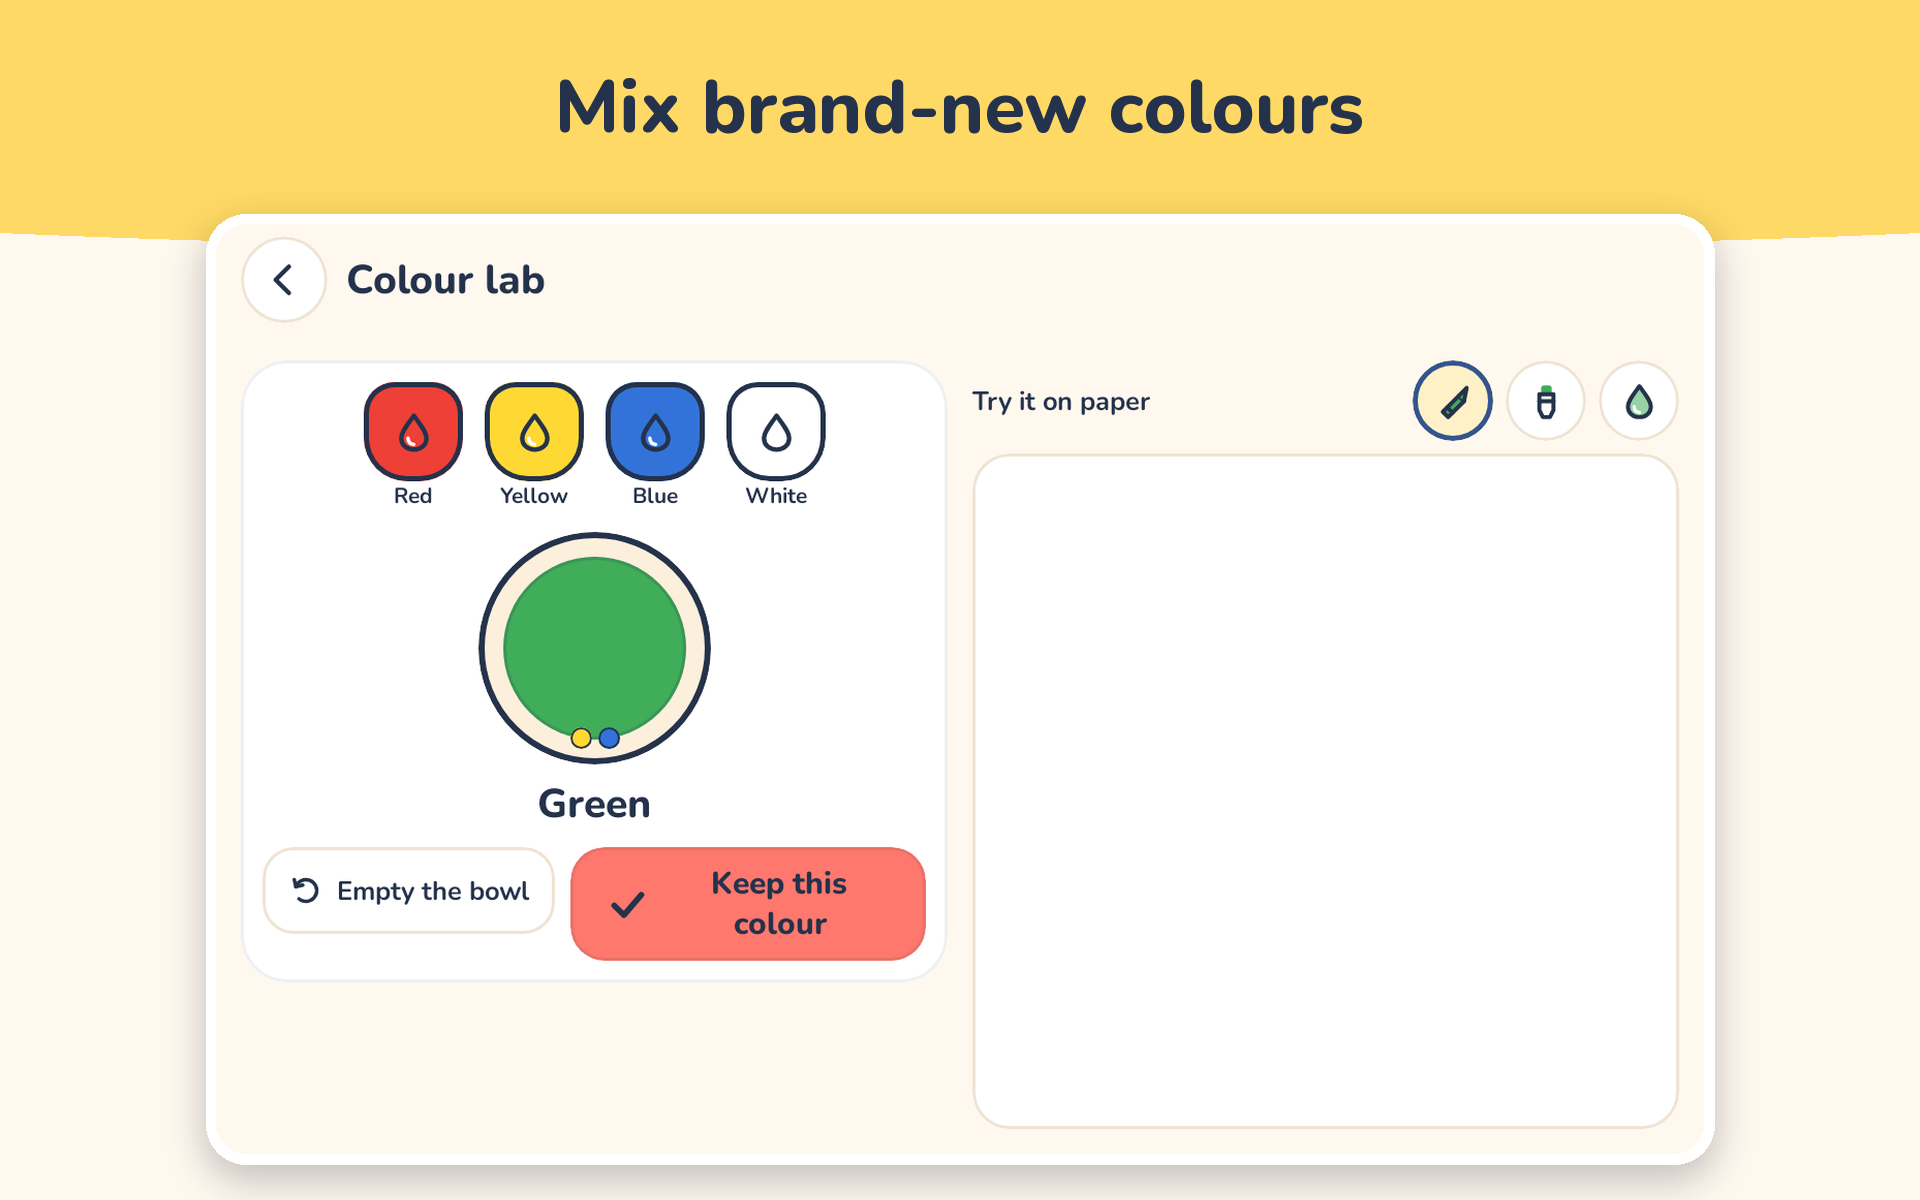 Mix brand-new colours
Colour lab
Red
Yellow
Blue
White
Try it on paper
Green
Empty the bowl
Keep this
colour